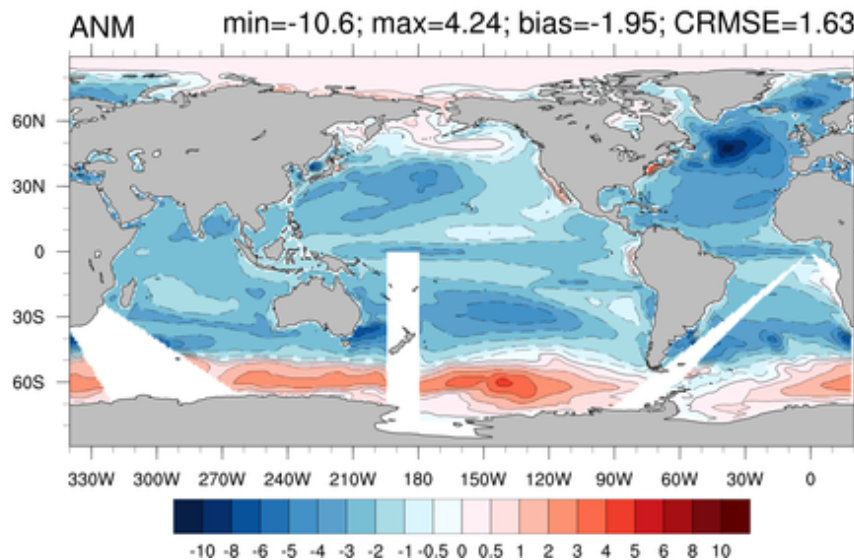 ANM min=-10.6; max=4.24; bias=-1.95; CRMSE=1.63
60N
30N
0
30S
60S
330W 300W 270W 240W 210W 180 150W 120W 90W 60W 30W 0
-10 -8 -6 -5 -4 -3 -2 -1 -0.5 0 0.5 1 2 3 4 5 6 8 10